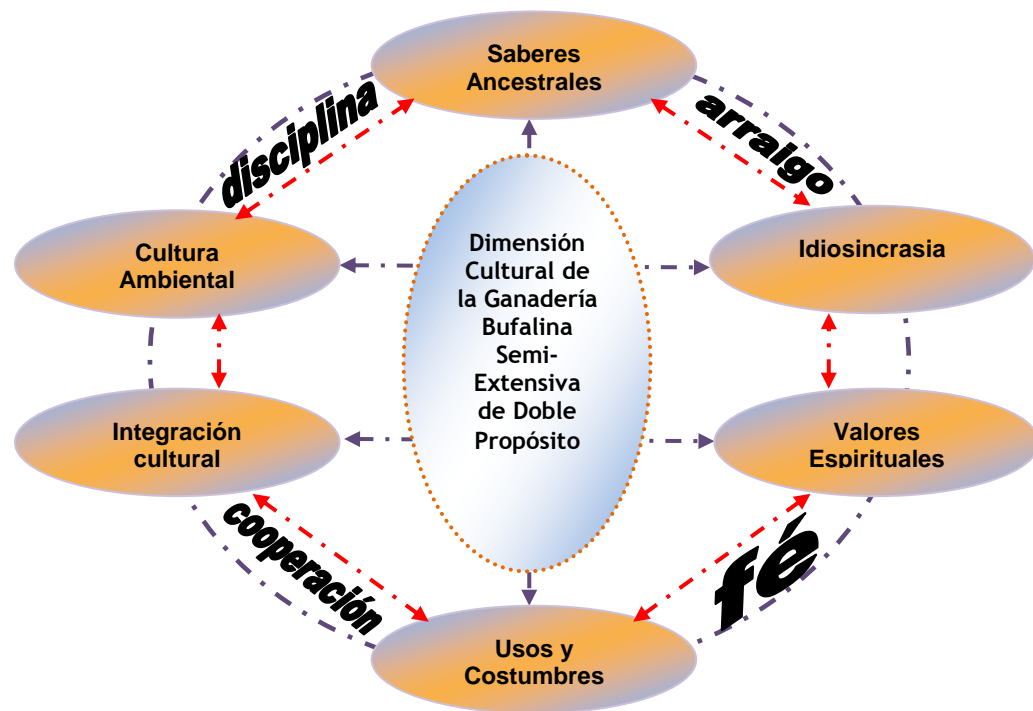 Saberes
Ancestrales
disciplina
arraigo
Cultura
Ambiental
Dimensión
Cultural de
la Ganadería
Bufalina
Semi-
Extensiva
de Doble
Propósito
Idiosincrasia
Integración
cultural
Valores
Espirituales
cooperación
fé
Usos y
Costumbres